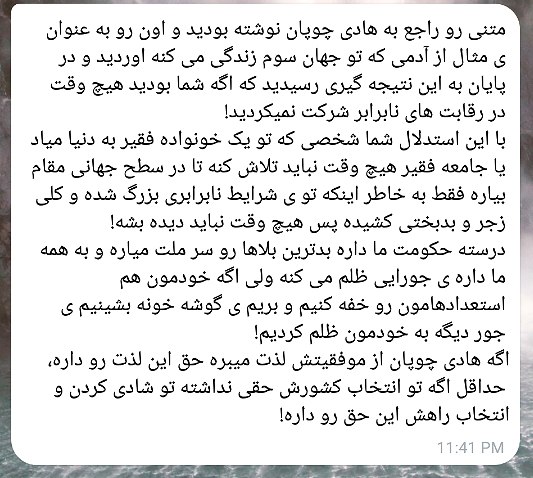 متنی رو راجع به هادی چوپان نوشته بودید و اون رو به عنوان
ی مثال از آدمی که تو جهان سوم زندگی می کنه اوردید و در
پایان به این نتیجه گیری رسیدید که اگه شما بودید هیچ وقت
در رقابت های نابرابر شرکت نمیکردید!
با این استدلال شما شخصی که تو یک خونواده فقیر به دنیا میاد
یا جامعه فقیر هیچ وقت نباید تلاش کنه تا در سطح جهانی مقام
بیاره فقط به خاطر اینکه تو ی شرایط نابرابری بزرگ شده و کلی
زجر و بدبختی کشیده پس هیچ وقت نباید دیده بشه!
درسته حکومت ما داره بدترین بلاها رو سر ملت میاره و به همه
ما داره ی جورایی ظلم می کنه ولی اگه خودمون هم
استعدادهامون رو خفه کنیم و بریم ی گوشه خونه بشینیم ی
جور دیگه به خودمون ظلم کردیم!
اگه هادی چوپان از موفقیتش لذت میبره حق این لذت رو داره،
حداقل اگه تو انتخاب کشورش حقی نداشته تو شادی کردن و
انتخاب راهش این حق رو داره!
11:41 PM